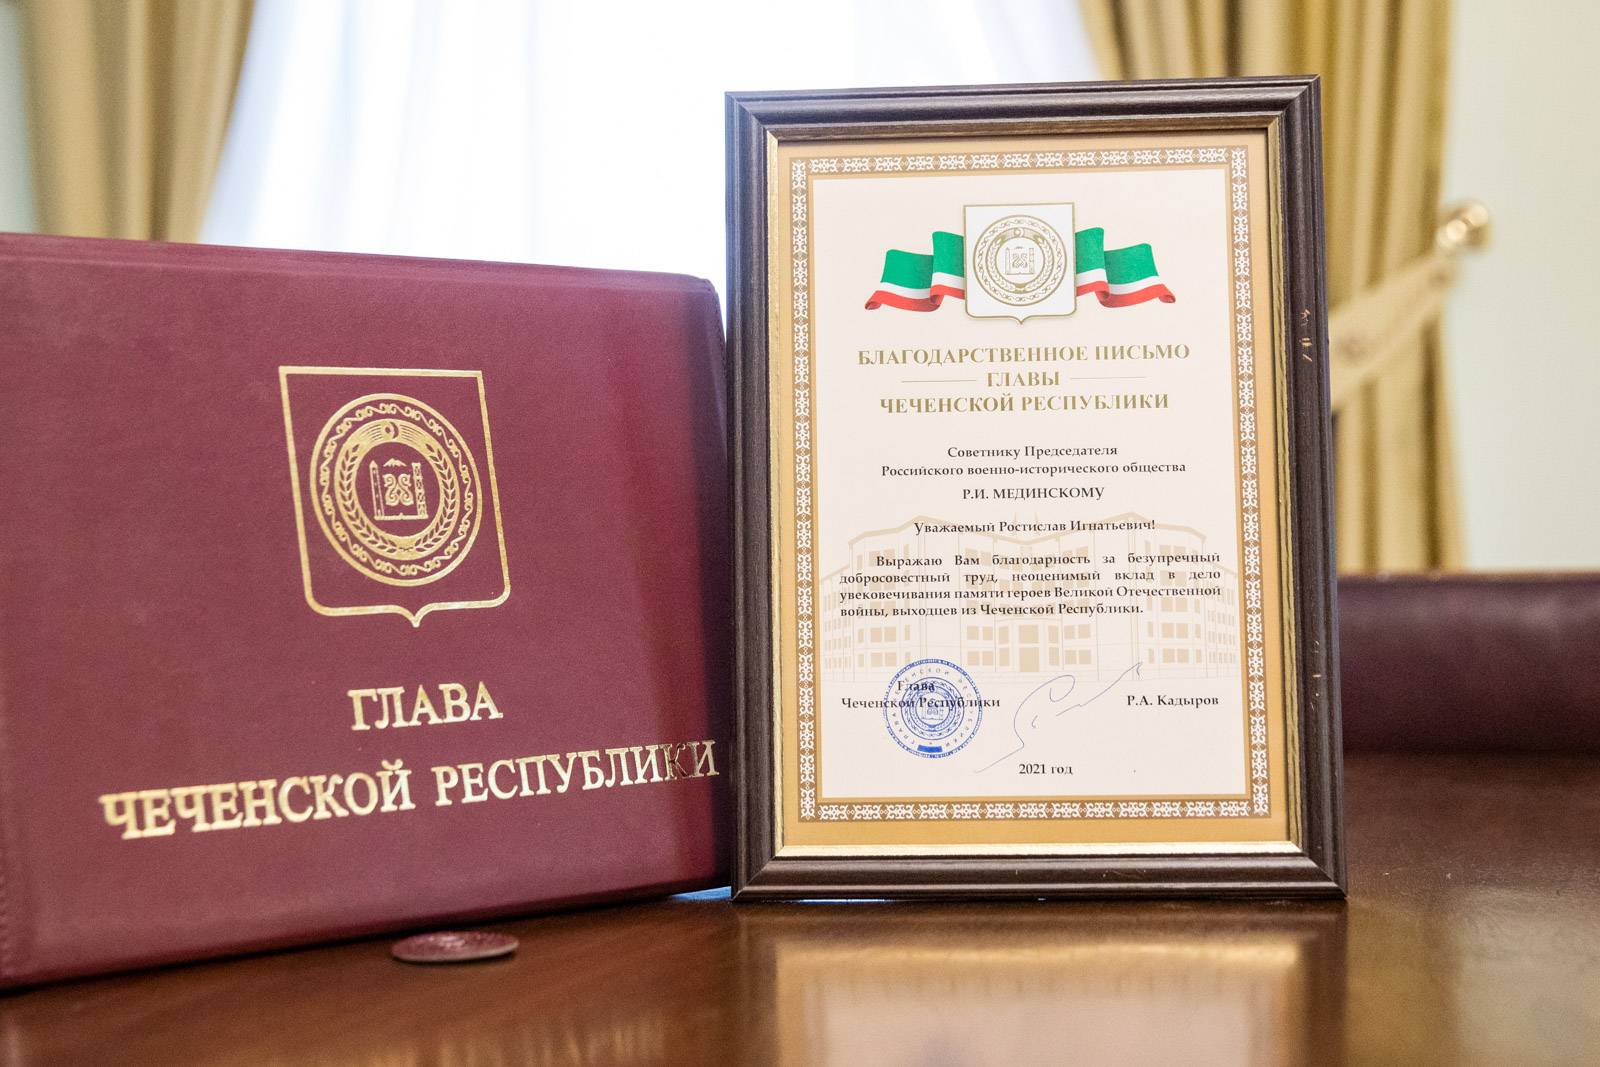 ГЛАВА
ЧЕЧЕНСКОЙ РЕСПУБЛИКИ
БЛАГОДАРСТВЕННОЕ ПИСЬМО
ГЛАВЫ
ЧЕЧЕНСКОЙ РЕСПУБЛИКИ
Советнику Председателя
Российского военно-исторического общества
Р.И. МЕДИНСКОМУ
Уважаемый Ростислав Игнатьевич!
Выражаю Вам благодарность за безупречный
добросовестный труд, неоценимый вклад в дело
увековечивания памяти героев Великой Отечественной
войны, выходцев из Чеченской Республики.
Глава
Чеченской Республики
Р.А. Кадыров
2021 год